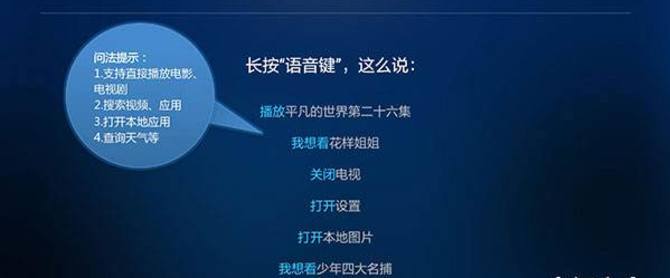 问法提示：
1.支持直接播放电影、
电视剧
2.搜索视频、应用
3.打开本地应用
4.查询天气等
长按“语音键”，这么说：
播放平凡的世界第二十六集
我想看花样姐姐
关闭电视
打开设置
打开本地图片
我想看少年四大名捕